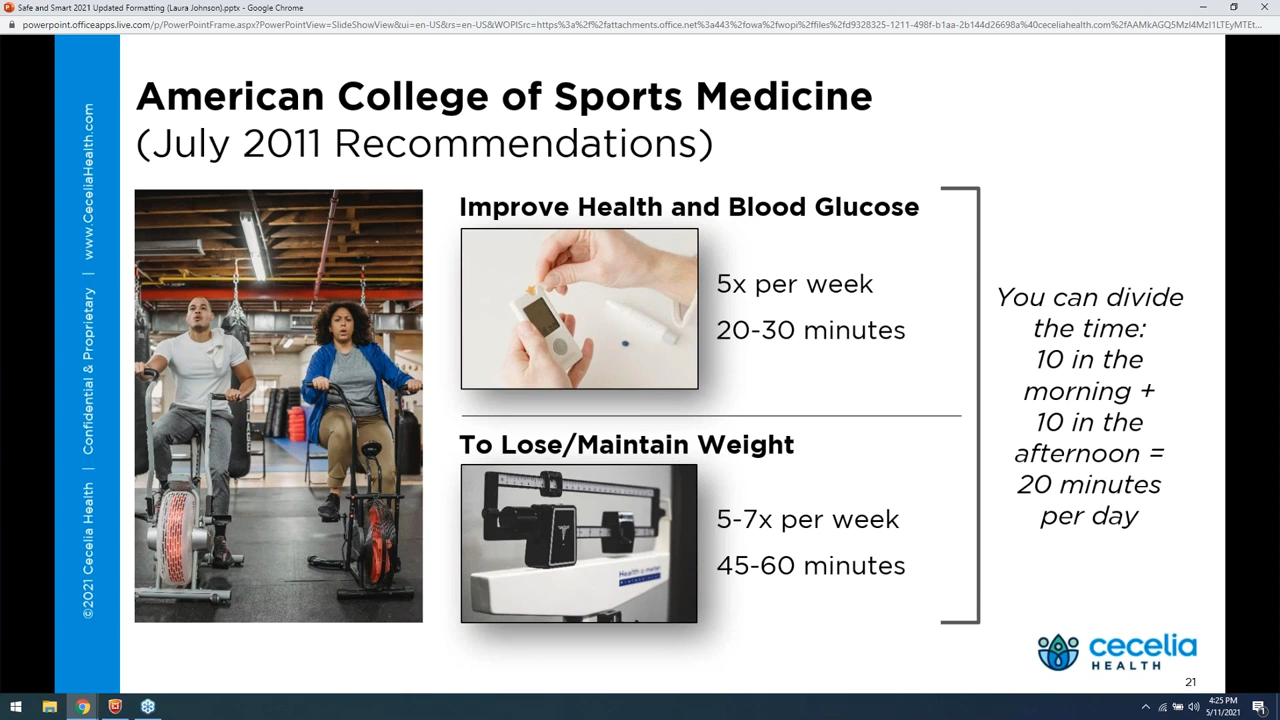 Safe and Smart 2021 Updated Formatting (Laura Johnson).pptx - Google Chrome
American College of Sports Medicine
(July 2011 Recommendations)
©2021 Cecelia Health | Confidential & Proprietary | www.CeceliaHealth.com
Improve Health and Blood Glucose
5x per week
20-30 minutes
To Lose/Maintain Weight
Health o meter
5-7x per week
45-60 minutes
You can divide
the time:
10 in the
morning +
10 in the
afternoon =
20 minutes
per day
cecelia
HEALTH
21
4:25 PM
5/11/2021